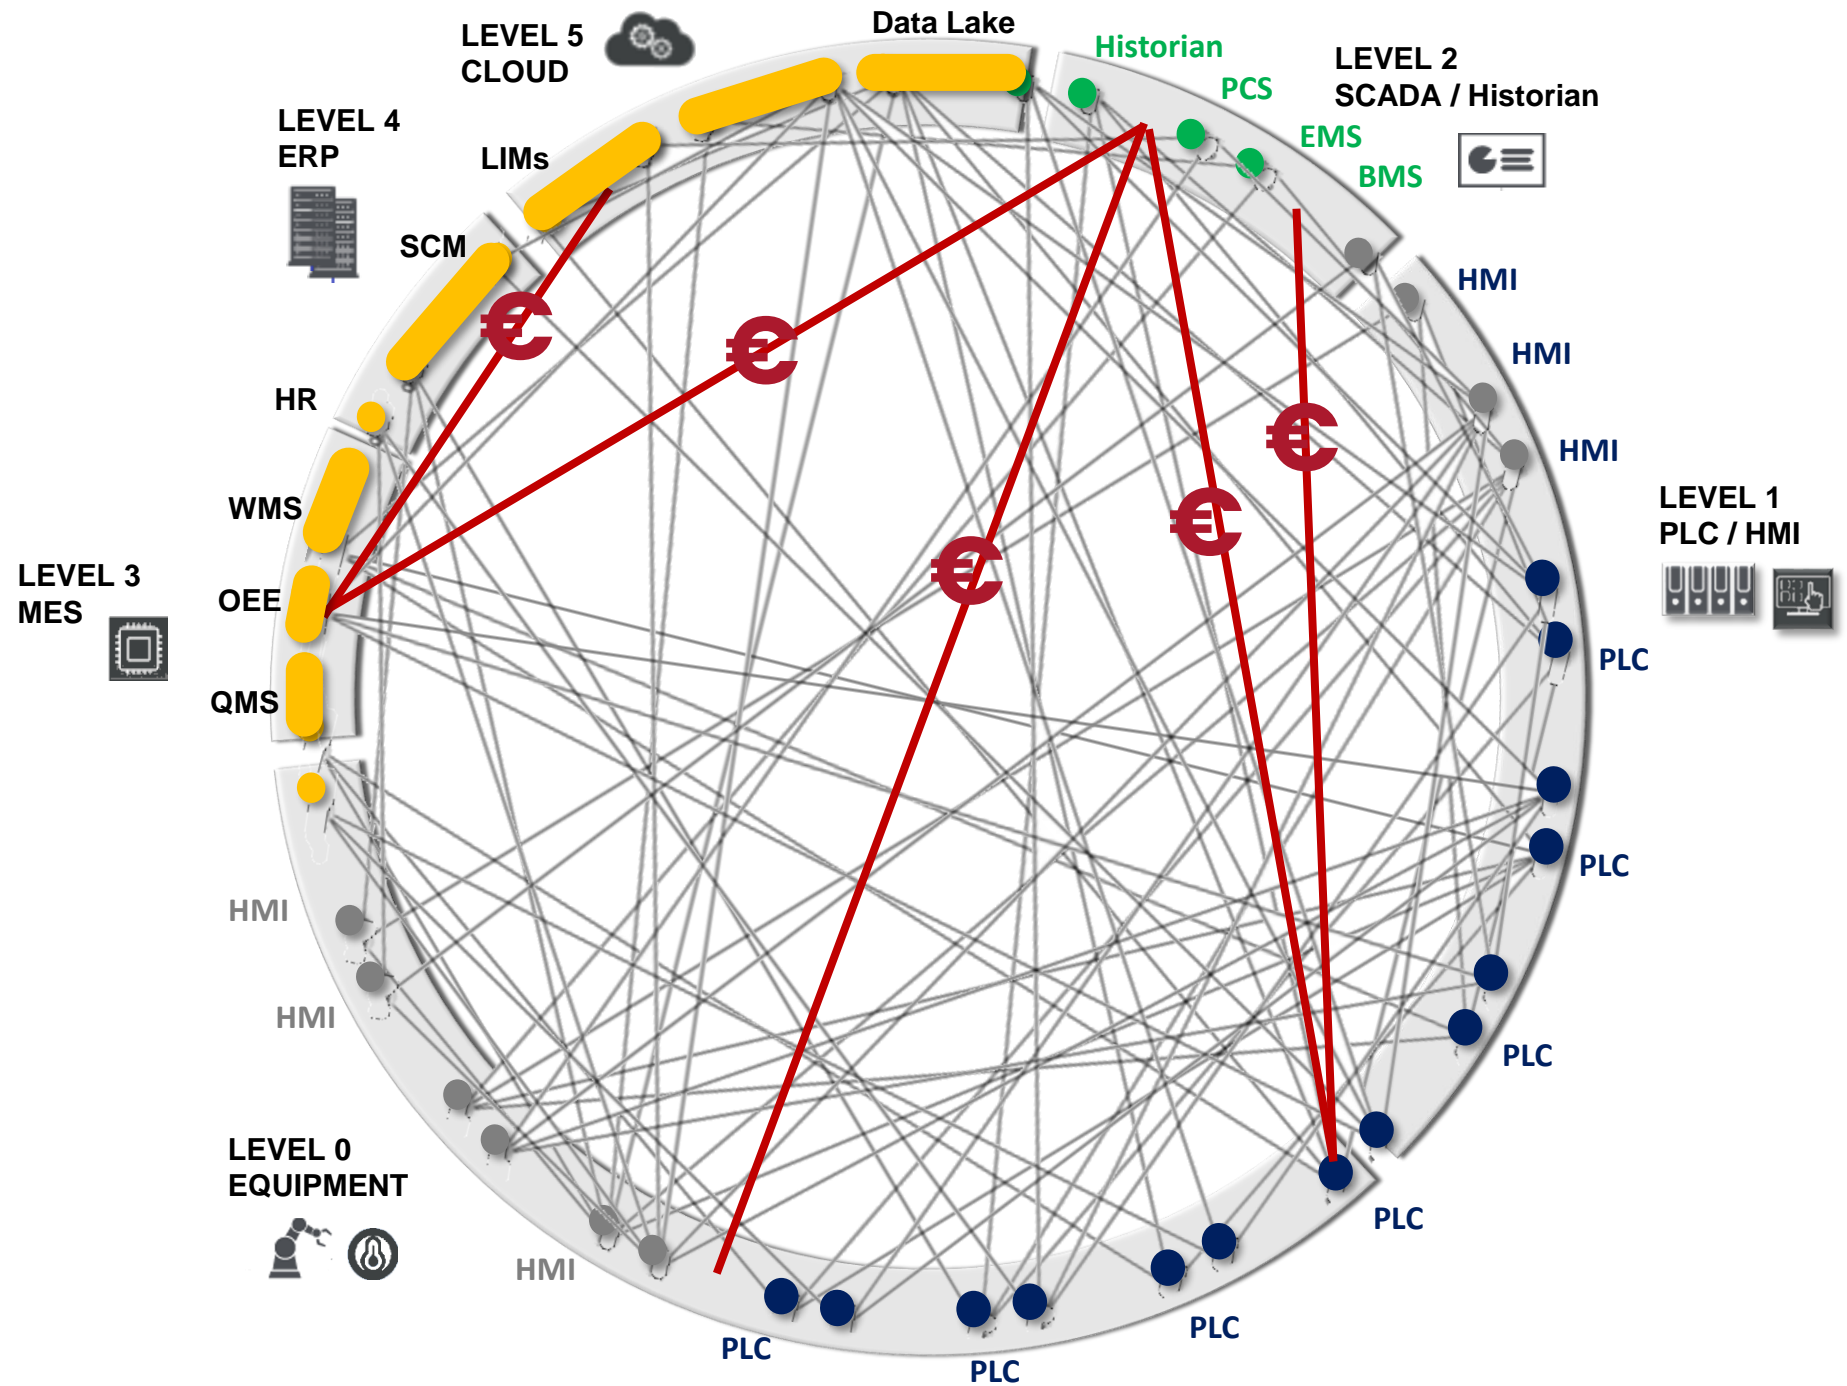 Data Lake
LEVEL 5
CLOUD
Historian
LEVEL 2
SCADA / Historian
PCS
LEVEL 4
ERP
LIMs
EMS
BMS
SCM
HMI
HMI
HR
HMI
LEVEL 1
PLC / HMI
WMS
LEVEL 3
MES
OEE
PLC
QMS
€
€
€
€
€
PLC
HMI
HMI
PLC
LEVEL 0
EQUIPMENT
PLC
HMI
PLC
PLC
PLC